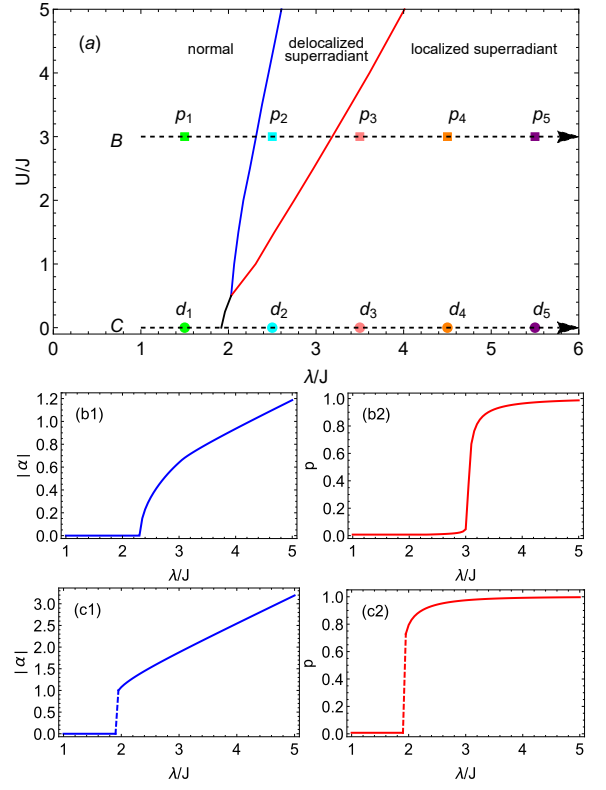 (a)
normal
delocalized
superradiant
localized superradiant
U/J
5
4
3
2
1
0
B
p1
p2
p3
p4
p5
C
d1
d2
d3
d4
d5
0
1
2
3
4
5
6
λ/J
(b1)
|α|
1.2
1.0
0.8
0.6
0.4
0.2
0.0
1
2
3
4
5
λ/J
(b2)
p
1.0
0.8
0.6
0.4
0.2
0.0
1
2
3
4
5
λ/J
(c1)
|α|
3.0
2.5
2.0
1.5
1.0
0.5
0.0
1
2
3
4
5
λ/J
(c2)
p
1.0
0.8
0.6
0.4
0.2
0.0
1
2
3
4
5
λ/J